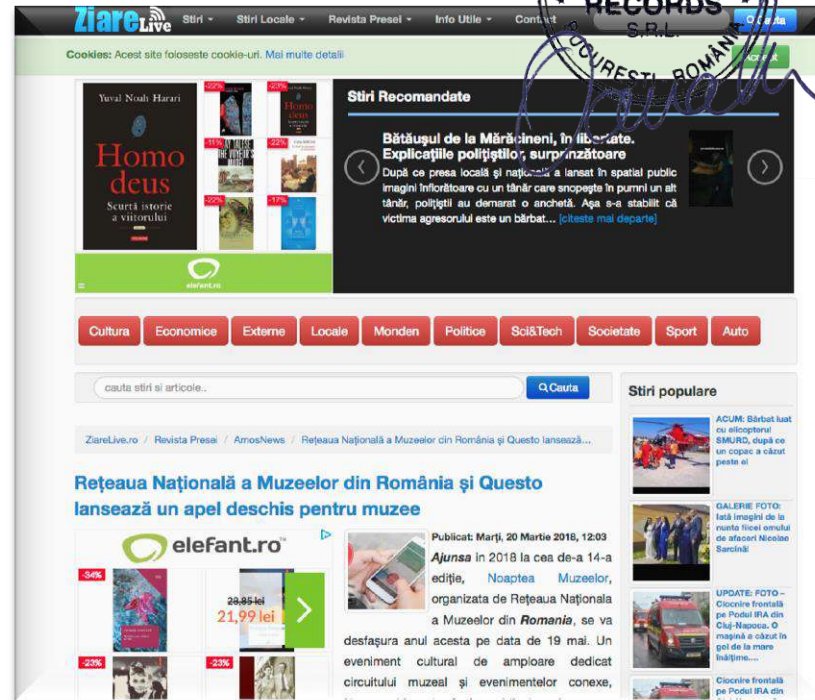 RECORDS
S.R.L.
BUCUREȘTI - ROMÂNIA
ZiareLive
Stiri
Stiri Locale
Revista Presei
Info Utile
Contact
Cauta
Cookies: Acest site foloseste cookie-uri. Mai multe detalii
Yuval Noah Harari
Homo
deus
Scurtă istorie
a viitorului
-22%
-23%
-11%
-22%
-22%
-17%
elefant.ro
Stiri Recomandate
Bătăușul de la Mărăcineni, în libertate.
Explicațiile polițiștilor, surprinzătoare
După ce presa locală și națională a lansat în spatial public
imagini înflorătoare cu un tânăr care snopește în pumni un alt
tânăr, polițiștii au demarat o anchetă. Așa s-a stabilit că
victima agresorului este un bărbat... [citeste mai departe]
Cultura
Economice
Externe
Locale
Monden
Politice
Sci&Tech
Societate
Sport
Auto
cauta stiri si articole..
Cauta
ZiareLive.ro / Revista Presei / AmosNews / Rețeaua Națională a Muzeelor din România și Questo lansează...
Rețeaua Națională a Muzeelor din România și Questo
lansează un apel deschis pentru muzee
elefant.ro
-34%
29,85 lei
21,99 lei
-23%
-23%
Publicat: Marți, 20 Martie 2018, 12:03
Ajunsa in 2018 la cea de-a 14-a
ediție, Noaptea Muzeelor,
organizata de Rețeaua Naționala
a Muzeelor din Romania, se va
desfașura anul acesta pe data de 19 mai. Un
eveniment cultural de amploare dedicat
circuitului muzeal și evenimentelor conexe,
Stiri populare
ACUM: Bărbat luat
cu elicopterul
SMURD, după ce
un copac a căzut
peste el
GALERIE FOTO:
Iată imagini de la
nunta fiicei omului
de afaceri Nicolae
Sarcină!
UPDATE: FOTO –
Ciocnire frontală
pe Podul IRA din
Cluj-Napoca. O
mașină a căzut în
gol de la mare
înălțime....
Ciocnire frontală
pe Podul IRA din